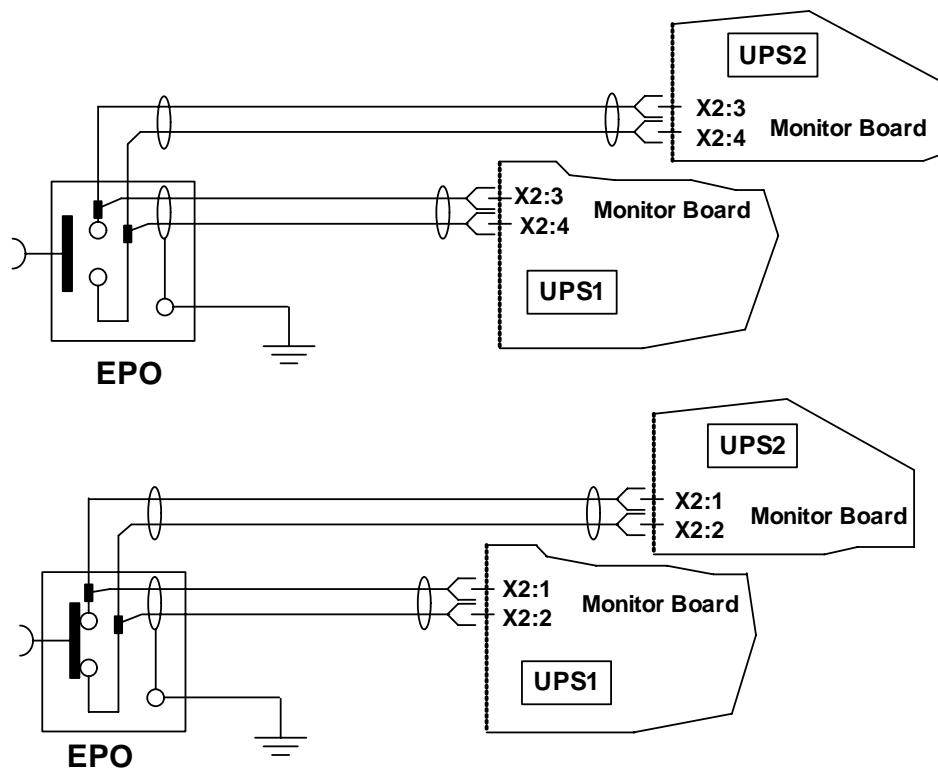 UPS2
X2:3
Monitor Board
X2:4
X2:3
Monitor Board
X2:4
UPS1
EPO
UPS2
X2:1
Monitor Board
X2:2
X2:1
Monitor Board
X2:2
UPS1
EPO